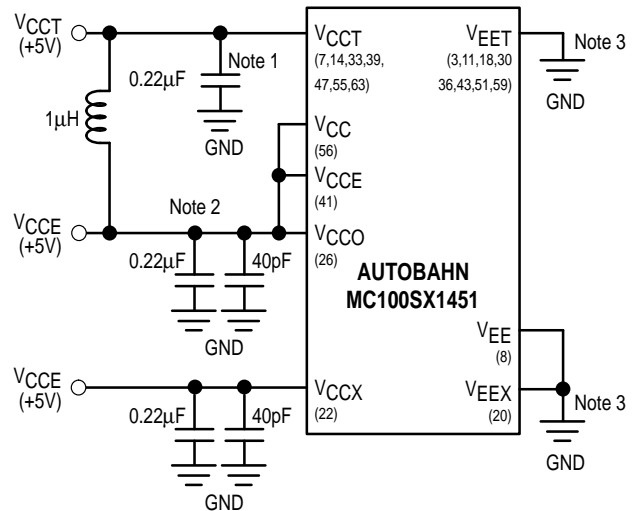 VCCT
(+5V)
0.22μF
Note 1
GND
1μH
VCCE
(+5V)
Note 2
0.22μF
40pF
GND
VCCE
(+5V)
0.22μF
40pF
GND
VCCT
(7,14,33,39,
47,55,63)
VCC
(56)
VCCE
(41)
VCCO
(26)
AUTOBAHN
MC100SX1451
VCCX
(22)
VEET
(3,11,18,30
36,43,51,59)
Note 3
GND
VEE
(8)
VEEX
(20)
Note 3
GND